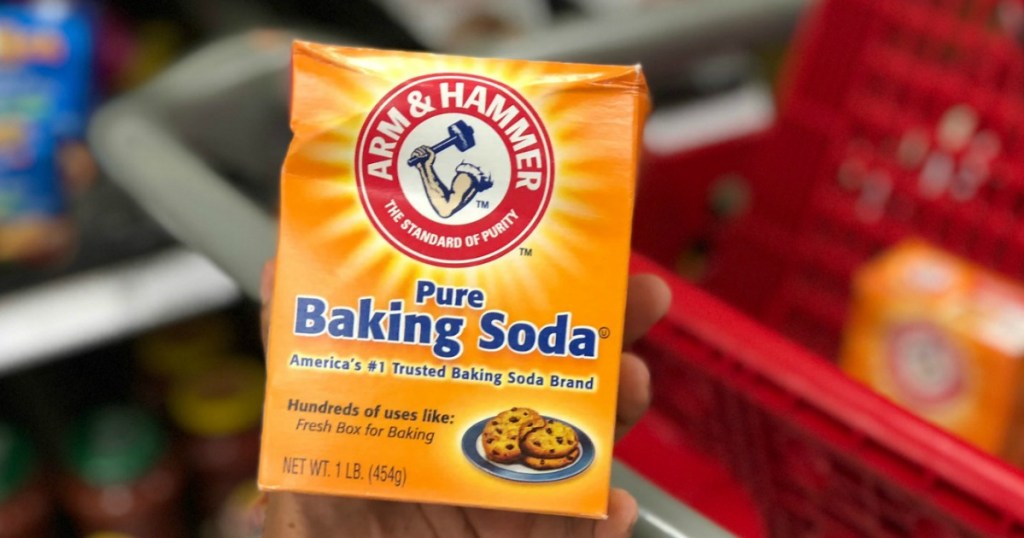 ARM & HAMMER
TM
THE STANDARD OF PURITY
TM
Pure
Baking Soda
America's #1 Trusted Baking Soda Brand
Hundreds of uses like:
Fresh Box for Baking
NET WT. 1 LB. (454g)